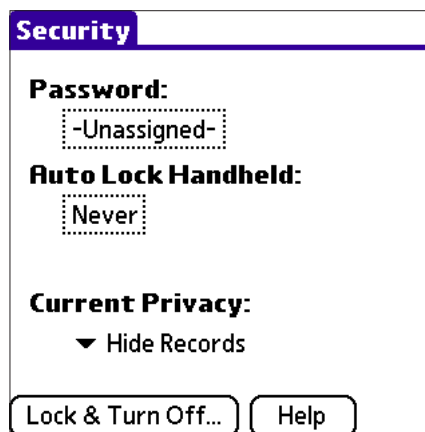 Security
Password:
-Unassigned-
Auto Lock Handheld:
Never
Current Privacy:
Hide Records
Lock & Turn Off... Help